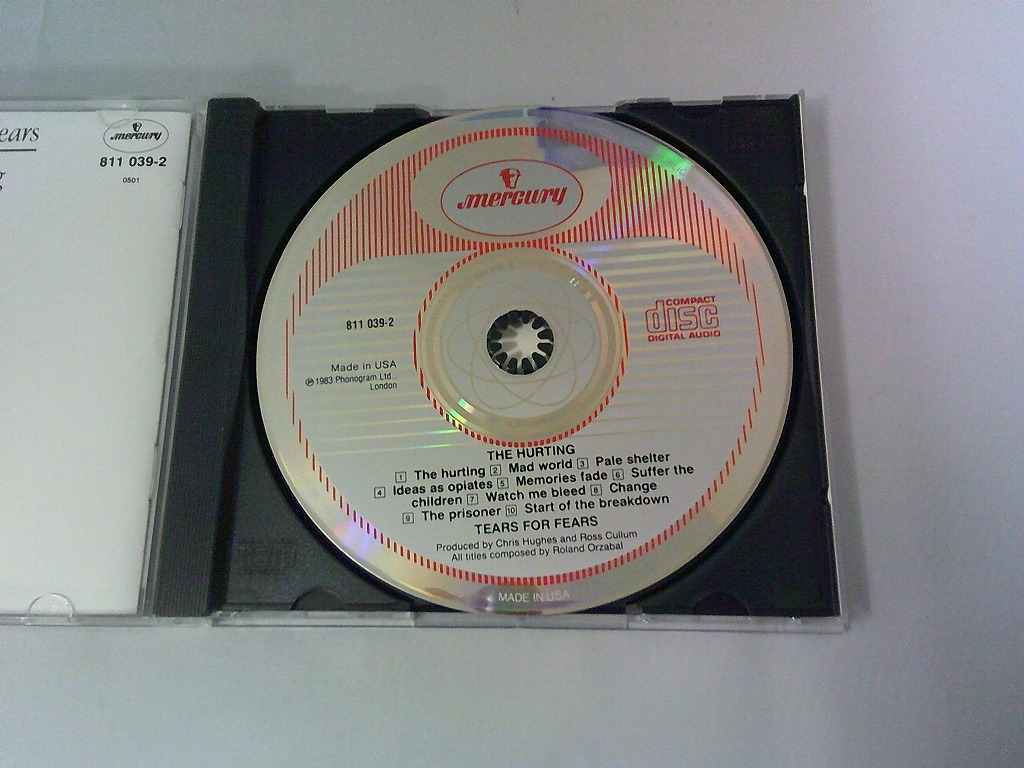 ears
mercury
811 039-2
0501
mercury
COMPACT
disc
DIGITAL AUDIO
811 039-2
Made in USA
℗ 1983 Phonogram Ltd.,
London
THE HURTING
1 The hurting 2 Mad world 3 Pale shelter
4 Ideas as opiates 5 Memories fade 6 Suffer the
children 7 Watch me bleed 8 Change
9 The prisoner 10 Start of the breakdown
TEARS FOR FEARS
Produced by Chris Hughes and Ross Cullum
All titles composed by Roland Orzabal
MADE IN USA